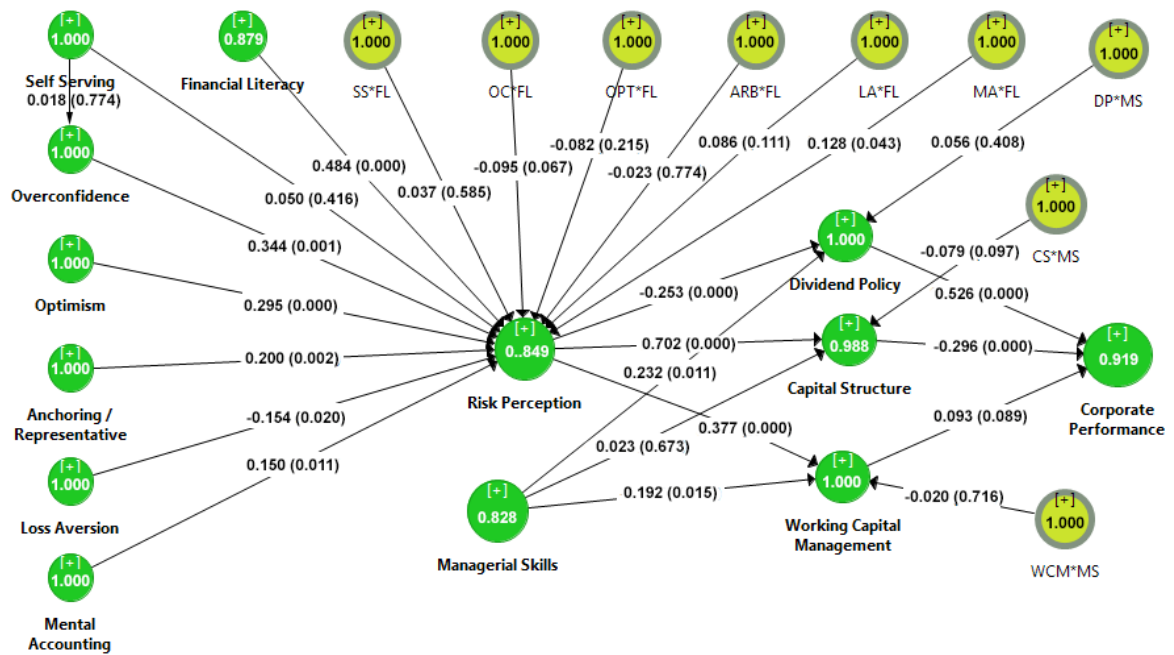 [+]
1.000
Self Serving
0.018 (0.774)
[+]
1.000
Overconfidence
[+]
1.000
Optimism
[+]
1.000
Anchoring /
Representative
[+]
1.000
Loss Aversion
[+]
1.000
Mental
Accounting
[+]
0.879
Financial Literacy
[+]
1.000
SS*FL
[+]
1.000
OC*FL
[+]
1.000
OPT*FL
[+]
1.000
ARB*FL
[+]
1.000
LA*FL
[+]
1.000
MA*FL
[+]
1.000
DP*MS
0.484 (0.000)
0.050 (0.416)
0.037 (0.585)
-0.095 (0.067)
-0.082 (0.215)
-0.023 (0.774)
0.086 (0.111)
0.128 (0.043)
0.056 (0.408)
0.344 (0.001)
0.295 (0.000)
0.200 (0.002)
-0.154 (0.020)
0.150 (0.011)
[+]
0..849
Risk Perception
[+]
1.000
CS*MS
-0.079 (0.097)
[+]
1.000
Dividend Policy
-0.253 (0.000)
0.526 (0.000)
0.702 (0.000)
0.232 (0.011)
[+]
0.988
Capital Structure
-0.296 (0.000)
[+]
0.919
Corporate
Performance
0.377 (0.000)
0.023 (0.673)
0.093 (0.089)
[+]
0.828
Managerial Skills
0.192 (0.015)
[+]
1.000
Working Capital
Management
-0.020 (0.716)
[+]
1.000
WCM*MS